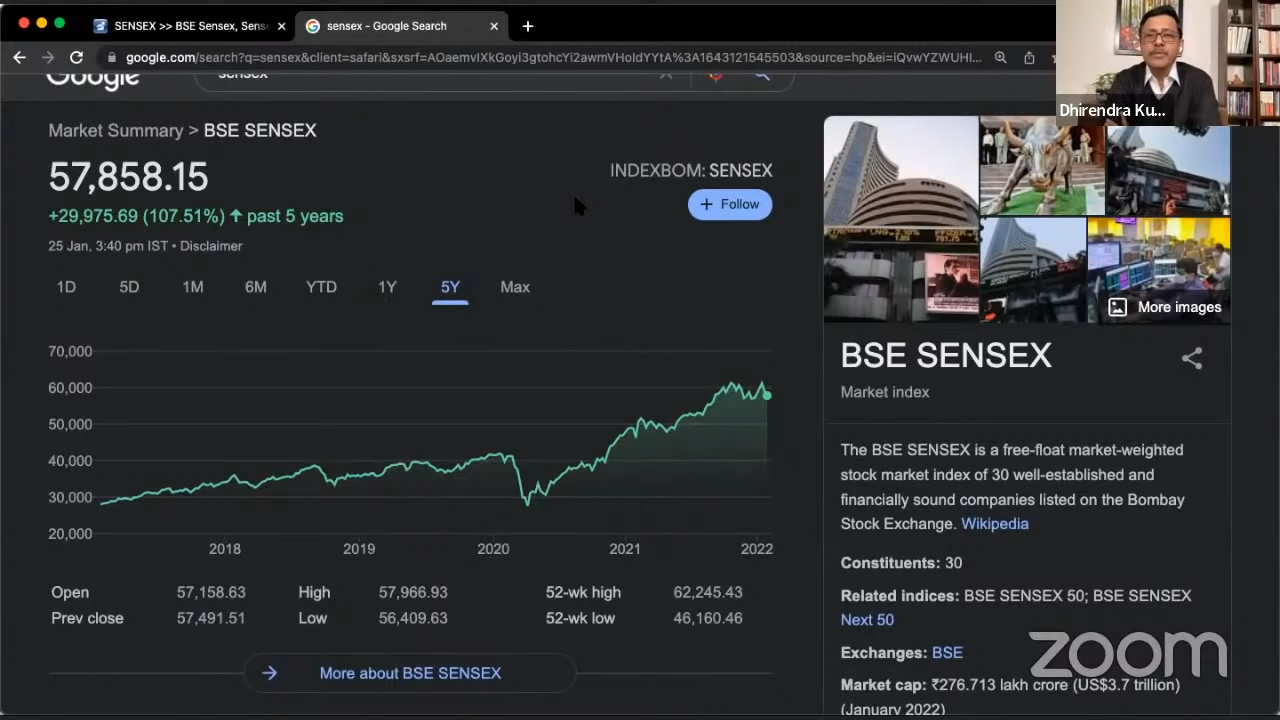 SENSEX >> BSE Sensex, Sens
sensex - Google Search
google.com/search?q=sensex&client=safari&sxsrf=AOaemvIXkGoyi3gtohcYi2awmVHoIdYYtA%3A1643121545503&source=hp&ei=iQvwYZWUHI...
Dhirendra Ku...
Google
sensex
Market Summary > BSE SENSEX
57,858.15
INDEXBOM: SENSEX
+ Follow
+29,975.69 (107.51%) ↑ past 5 years
25 Jan, 3:40 pm IST • Disclaimer
1D 5D 1M 6M YTD 1Y 5Y Max
70,000
60,000
50,000
40,000
30,000
20,000
2018 2019 2020 2021 2022
Open 57,158.63 High 57,966.93 52-wk high 62,245.43
Prev close 57,491.51 Low 56,409.63 52-wk low 46,160.46
More about BSE SENSEX
More images
BSE SENSEX
Market index
The BSE SENSEX is a free-float market-weighted
stock market index of 30 well-established and
financially sound companies listed on the Bombay
Stock Exchange. Wikipedia
Constituents: 30
Related indices: BSE SENSEX 50; BSE SENSEX
Next 50
Exchanges: BSE
Market cap: ₹276.713 lakh crore (US$3.7 trillion)
(January 2022)
zoom